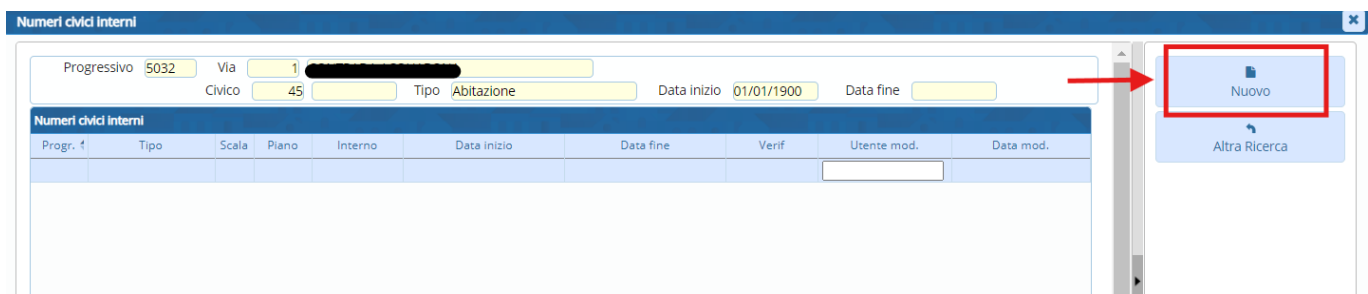 Numeri civici interni
Progressivo 5032 Via 1
Civico 45 Tipo Abitazione Data inizio 01/01/1900 Data fine
Numeri civici interni
Progr. Tipo Scala Piano Interno Data inizio Data fine Verif Utente mod. Data mod.
Nuovo
Altra Ricerca